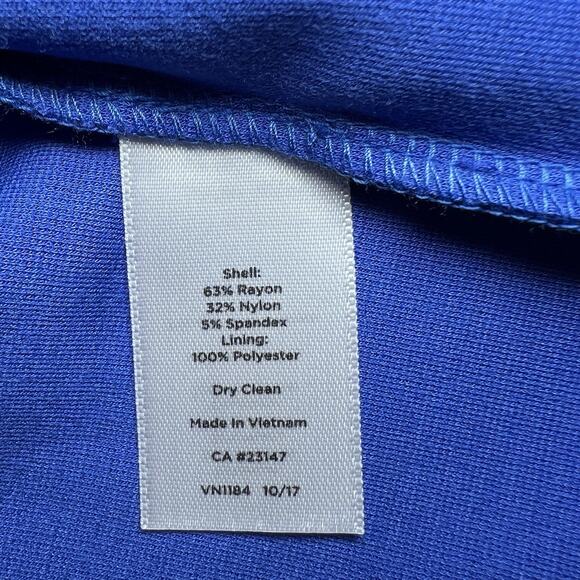 Shell:
63% Rayon
32% Nylon
5% Spandex
Lining:
100% Polyester
Dry Clean
Made In Vietnam
CA #23147
VN1184 10/17